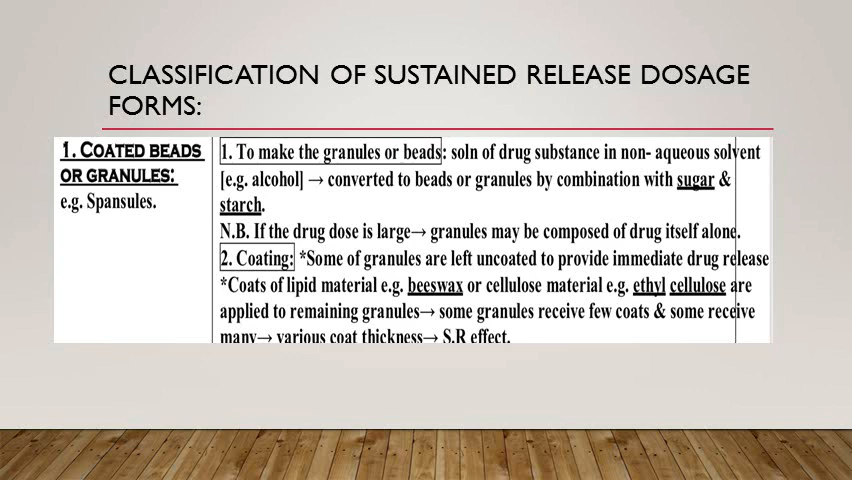 CLASSIFICATION OF SUSTAINED RELEASE DOSAGE
FORMS:
1. COATED BEADS
OR GRANULES:
e.g. Spansules.
1. To make the granules or beads: soln of drug substance in non- aqueous solvent
[e.g. alcohol] → converted to beads or granules by combination with sugar &
starch.
N.B. If the drug dose is large→ granules may be composed of drug itself alone.
2. Coating: *Some of granules are left uncoated to provide immediate drug release
*Coats of lipid material e.g. beeswax or cellulose material e.g. ethyl cellulose are
applied to remaining granules→ some granules receive few coats & some receive
many→ various coat thickness→ S.R effect.